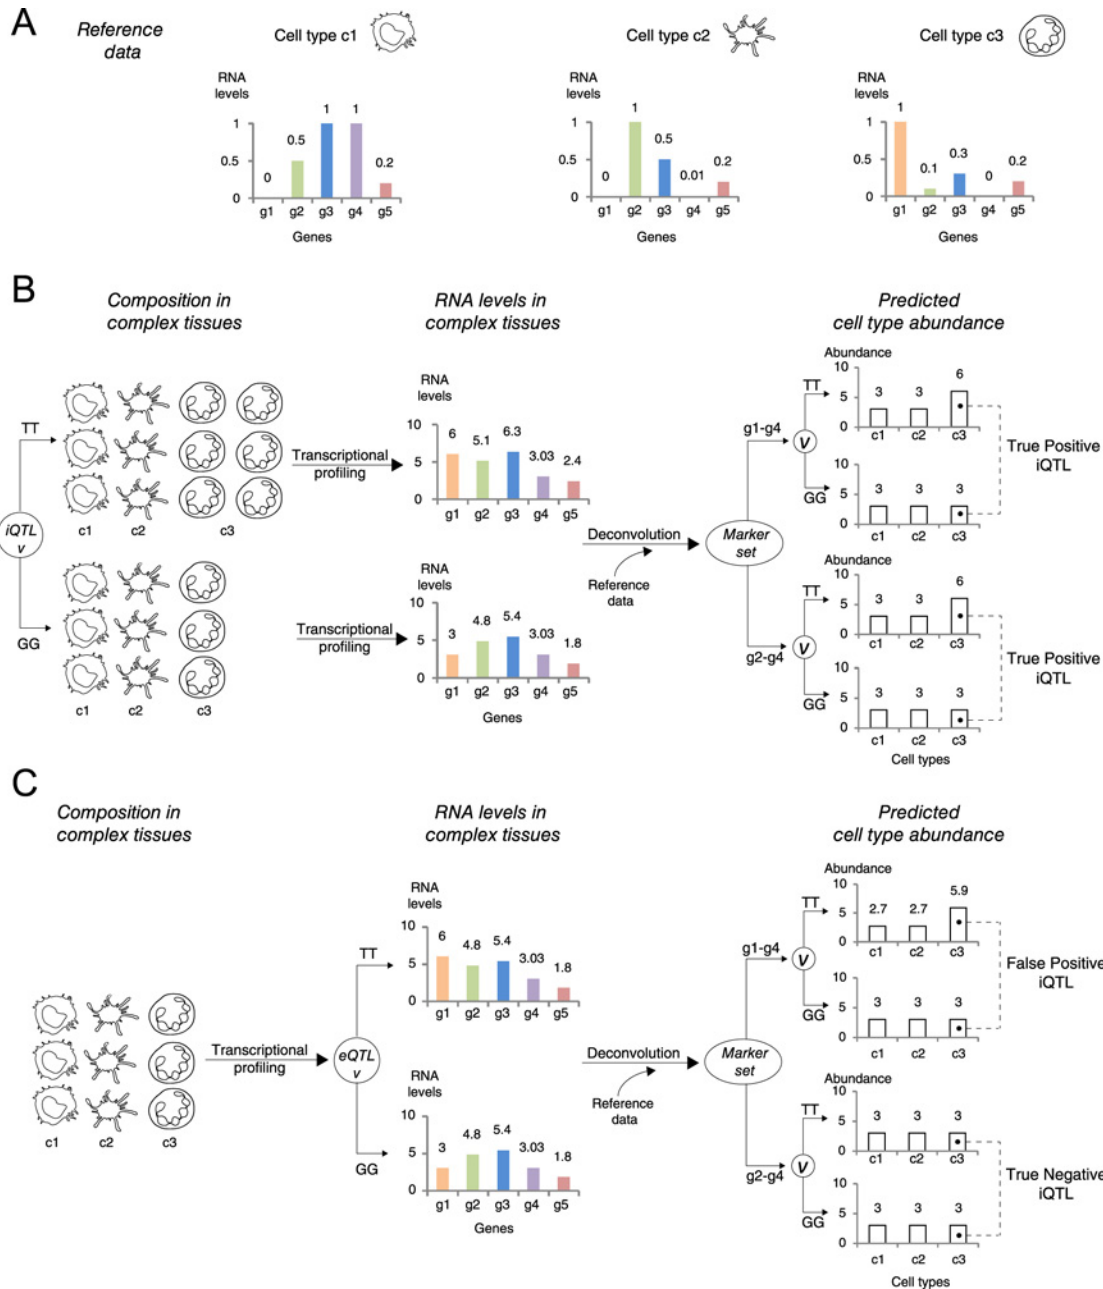 A
Reference
data
Cell type c1
Cell type c2
Cell type c3
RNA
levels
1
0.5
0
0
0.5
1
1
0.2
g1 g2 g3 g4 g5
Genes
RNA
levels
1
0.5
0
0
1
0.5
0.01
0.2
g1 g2 g3 g4 g5
Genes
RNA
levels
1
0.5
0
1
0.1
0.3
0
0.2
g1 g2 g3 g4 g5
Genes
B
Composition in
complex tissues
RNA levels in
complex tissues
Predicted
cell type abundance
iQTL
v
TT
c1 c2 c3
GG
c1 c2 c3
Transcriptional
profiling
Transcriptional
profiling
RNA
levels
10
5
0
6 5.1 6.3 3.03 2.4
g1 g2 g3 g4 g5
RNA
levels
10
5
0
3 4.8 5.4 3.03 1.8
g1 g2 g3 g4 g5
Genes
Deconvolution
Reference
data
Marker
set
g1-g4
g2-g4
V
TT
GG
Abundance
10
5
0
3 3 6
c1 c2 c3
10
5
0
3 3 3
c1 c2 c3
True Positive
iQTL
V
TT
GG
Abundance
10
5
0
3 3 6
c1 c2 c3
10
5
0
3 3 3
c1 c2 c3
Cell types
True Positive
iQTL
C
Composition in
complex tissues
RNA levels in
complex tissues
Predicted
cell type abundance
c1 c2 c3
Transcriptional
profiling
eQTL
v
TT
GG
RNA
levels
10
5
0
6 4.8 5.4 3.03 1.8
g1 g2 g3 g4 g5
RNA
levels
10
5
0
3 4.8 5.4 3.03 1.8
g1 g2 g3 g4 g5
Genes
Deconvolution
Reference
data
Marker
set
g1-g4
g2-g4
V
TT
GG
Abundance
10
5
0
2.7 2.7 5.9
c1 c2 c3
10
5
0
3 3 3
c1 c2 c3
False Positive
iQTL
V
TT
GG
Abundance
10
5
0
3 3 3
c1 c2 c3
10
5
0
3 3 3
c1 c2 c3
Cell types
True Negative
iQTL